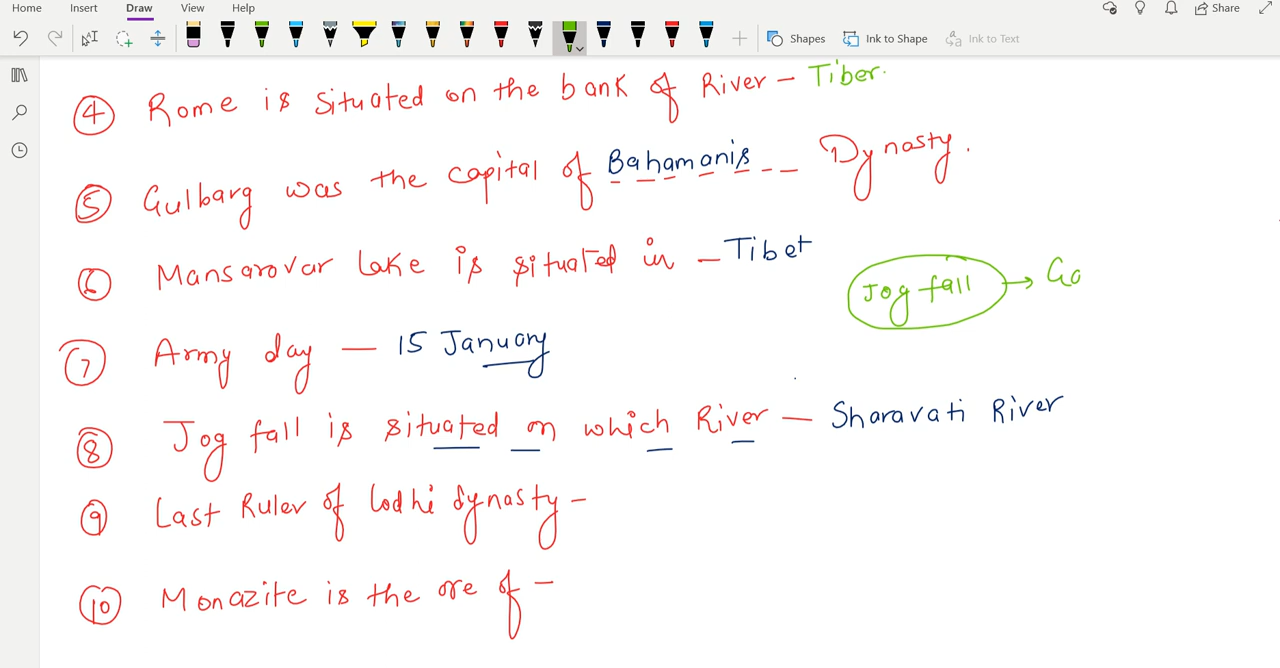 Home Insert Draw View Help Share
Shapes Ink to Shape Ink to Text
4 Rome is situated on the bank of River - Tiber.
5 Gulbarg was the capital of Bahamanis Dynasty.
6 Mansarovar Lake is situated in - Tibet
Jog fall → Go
7 Army day - 15 January
8 Jog fall is situated on which River - Sharavati River
9 Last Ruler of Lodhi dynasty -
10 Monazite is the ore of -